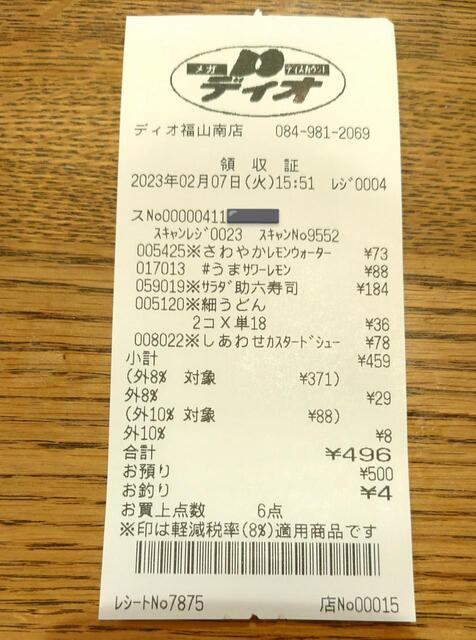 メガ ディスカウント
ディオ
ディオ福山南店 084-981-2069
領収証
2023年02月07日(火)15:51 ﾚｼﾞ0004
スNo00000411
ｽｷｬﾝﾚｼﾞ0023 ｽｷｬﾝNo9552
005425※さわやかﾚﾓﾝｳｫｰﾀｰ ¥73
017013 #うまｻﾜｰﾚﾓﾝ ¥88
059019※ｻﾗﾀﾞ助六寿司 ¥184
005120※細うどん
2コX単18 ¥36
008022※しあわせｶｽﾀｰﾄﾞｼｭｰ ¥78
小計 ¥459
(外8% 対象 ¥371)
外8% ¥29
(外10% 対象 ¥88)
外10% ¥8
合計 ¥496
お預り ¥500
お釣り ¥4
お買上点数 6点
※印は軽減税率(8%)適用商品です
ﾚｼｰﾄNo7875 店No00015